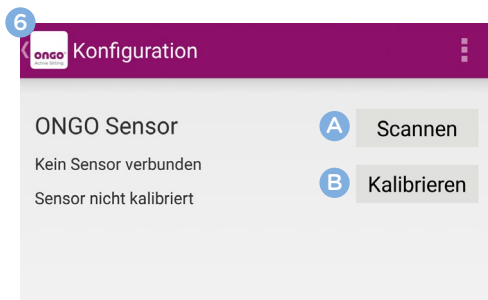 6
ongo
Active Sitting
Konfiguration
ONGO Sensor
A Scannen
Kein Sensor verbunden
B Kalibrieren
Sensor nicht kalibriert